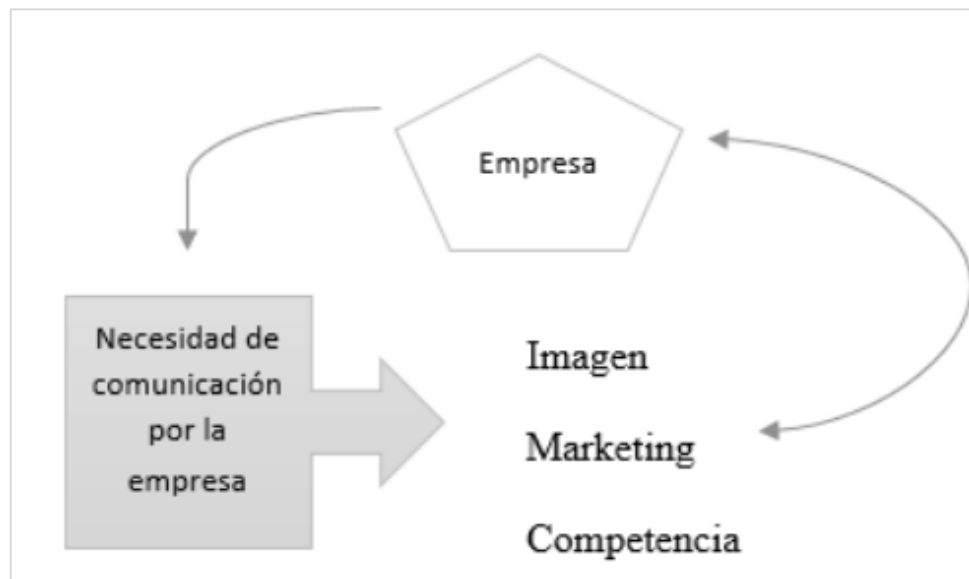 Empresa
Necesidad de
comunicación
por la
empresa
Imagen
Marketing
Competencia